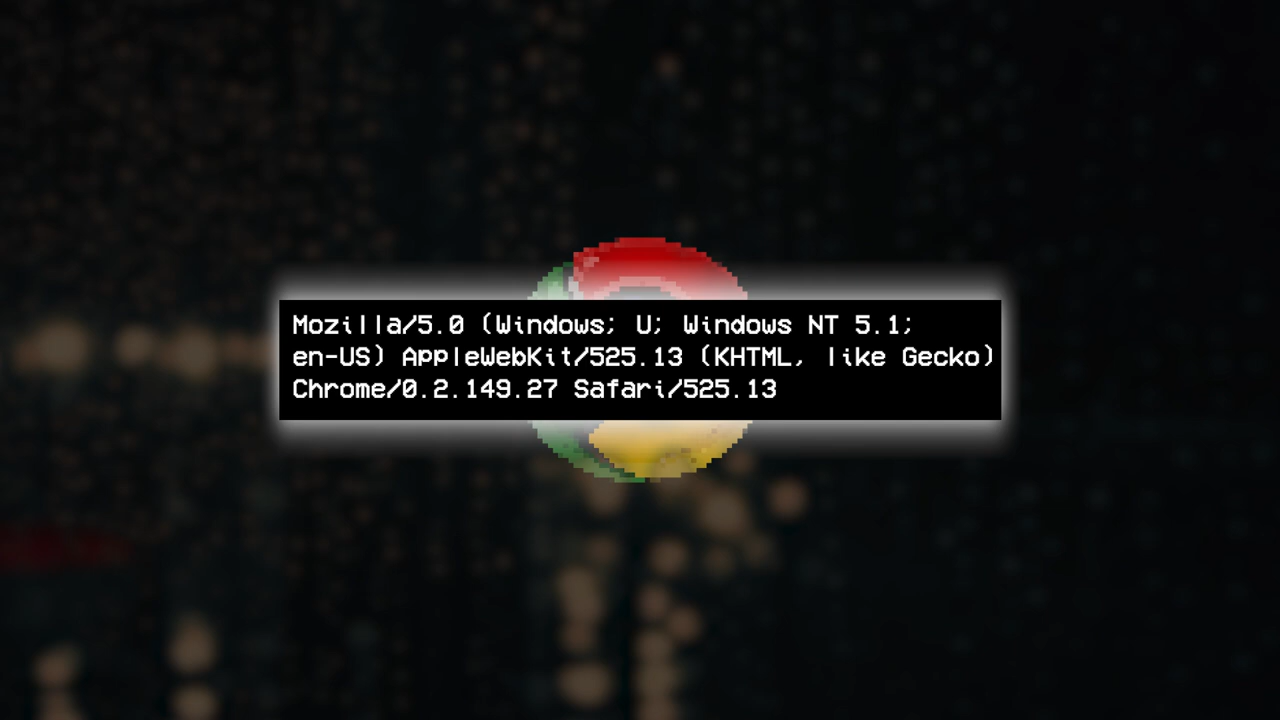 Mozilla/5.0 (Windows; U; Windows NT 5.1;
en-US) AppleWebKit/525.13 (KHTML, like Gecko)
Chrome/0.2.149.27 Safari/525.13